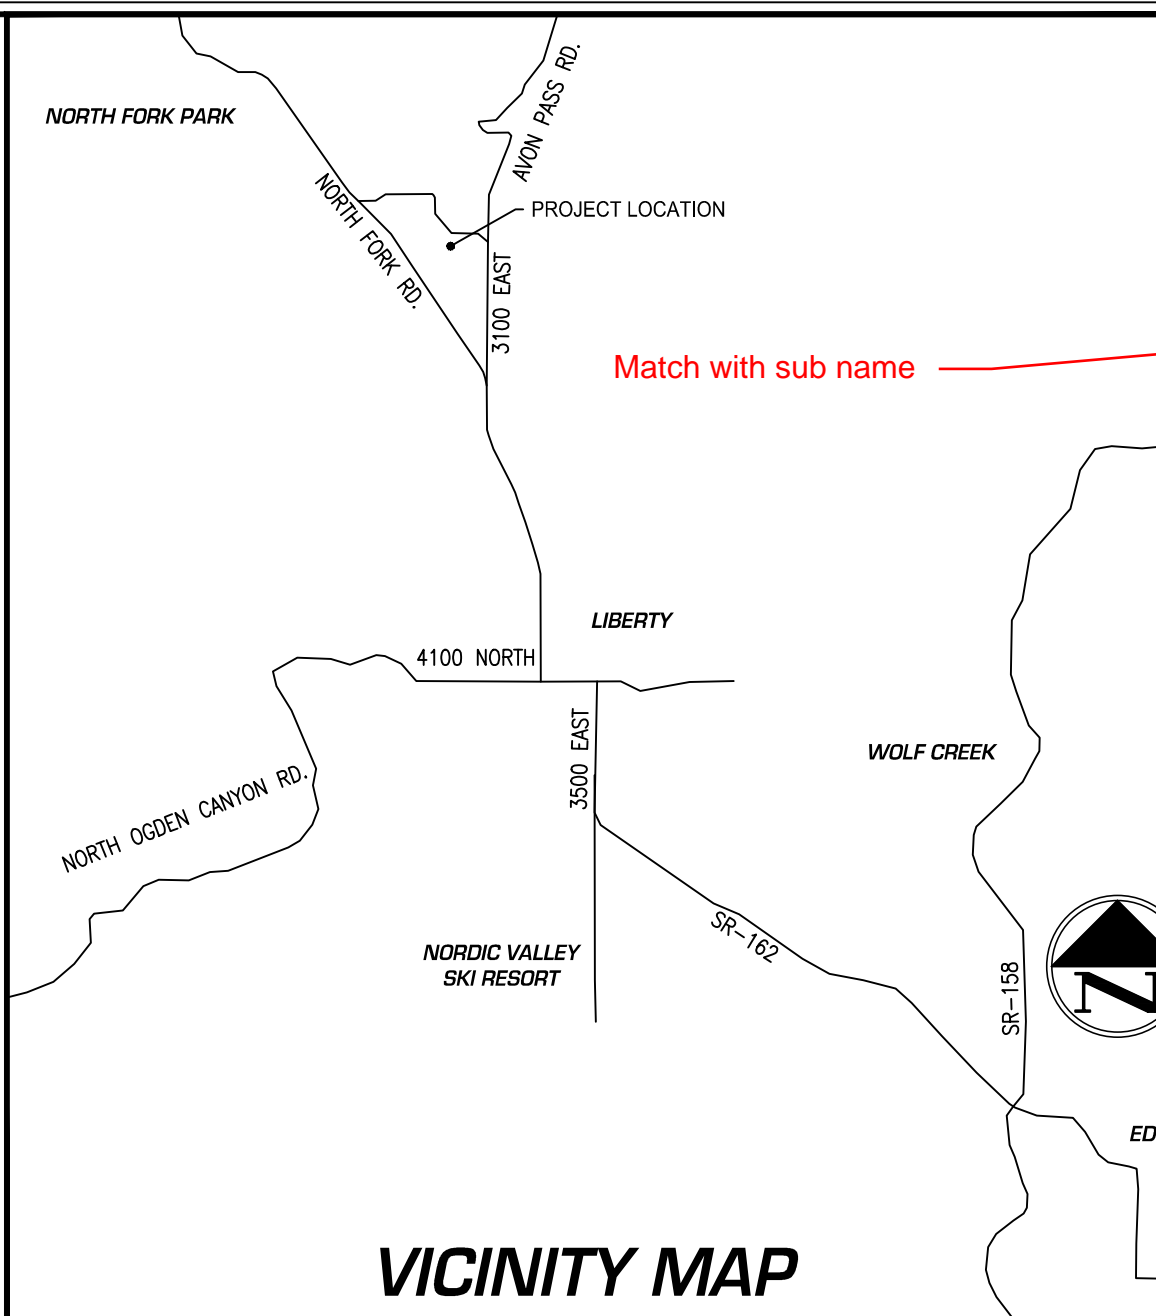 NORTH FORK PARK
AVON PASS RD.
NORTH FORK RD.
PROJECT LOCATION
3100 EAST
Match with sub name
LIBERTY
4100 NORTH
3500 EAST
WOLF CREEK
NORTH OGDEN CANYON RD.
SR-162
NORDIC VALLEY
SKI RESORT
SR-158
N
ED
VICINITY MAP